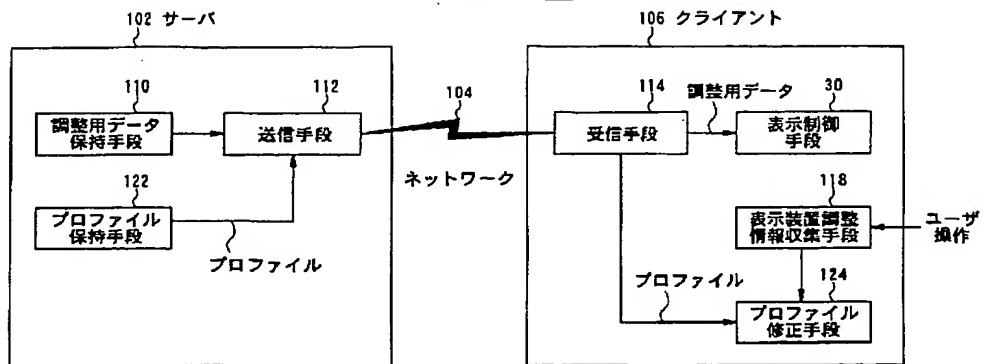 102 サーバ
106 クライアント
110
調整用データ
保持手段
112
送信手段
122
プロファイル
保持手段
プロファイル
104
ネットワーク
114
受信手段
調整用データ
30
表示制御
手段
118
表示装置調整
情報収集手段
ユーザ
操作
プロファイル
124
プロファイル
修正手段